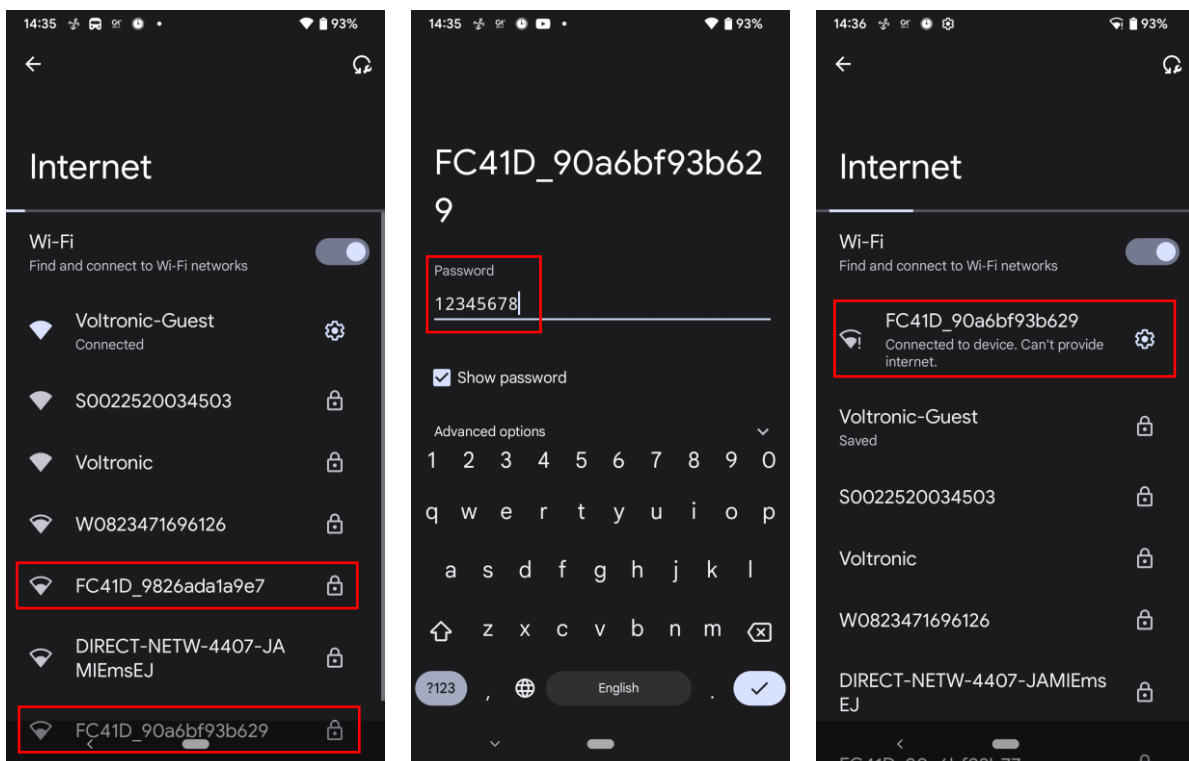 14:35
93%
Internet
Wi-Fi
Find and connect to Wi-Fi networks
Voltronic-Guest
Connected
S0022520034503
Voltronic
W0823471696126
FC41D_9826ada1a9e7
DIRECT-NETW-4407-JA
MIEmsEJ
FC41D_90a6bf93b629
14:35
93%
FC41D_90a6bf93b62
9
Password
12345678
Show password
Advanced options
1 2 3 4 5 6 7 8 9 0
q w e r t y u i o p
a s d f g h j k l
z x c v b n m
?123 , English .
14:36
93%
Internet
Wi-Fi
Find and connect to Wi-Fi networks
FC41D_90a6bf93b629
Connected to device. Can't provide
internet.
Voltronic-Guest
Saved
S0022520034503
Voltronic
W0823471696126
DIRECT-NETW-4407-JAMIEms
EJ